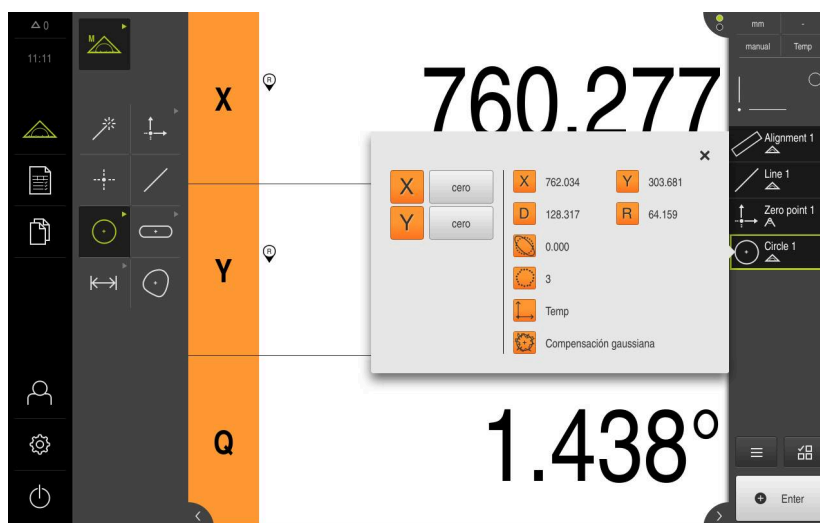 0
11:11
M
X
R
760.277
mm
-
manual
Temp
Alignment 1
Line 1
Zero point 1
Circle 1
X cero
Y cero
X 762.034 Y 303.681
D 128.317 R 64.159
0.000
3
Temp
Compensación gaussiana
Y
R
Q
1.438°
Enter